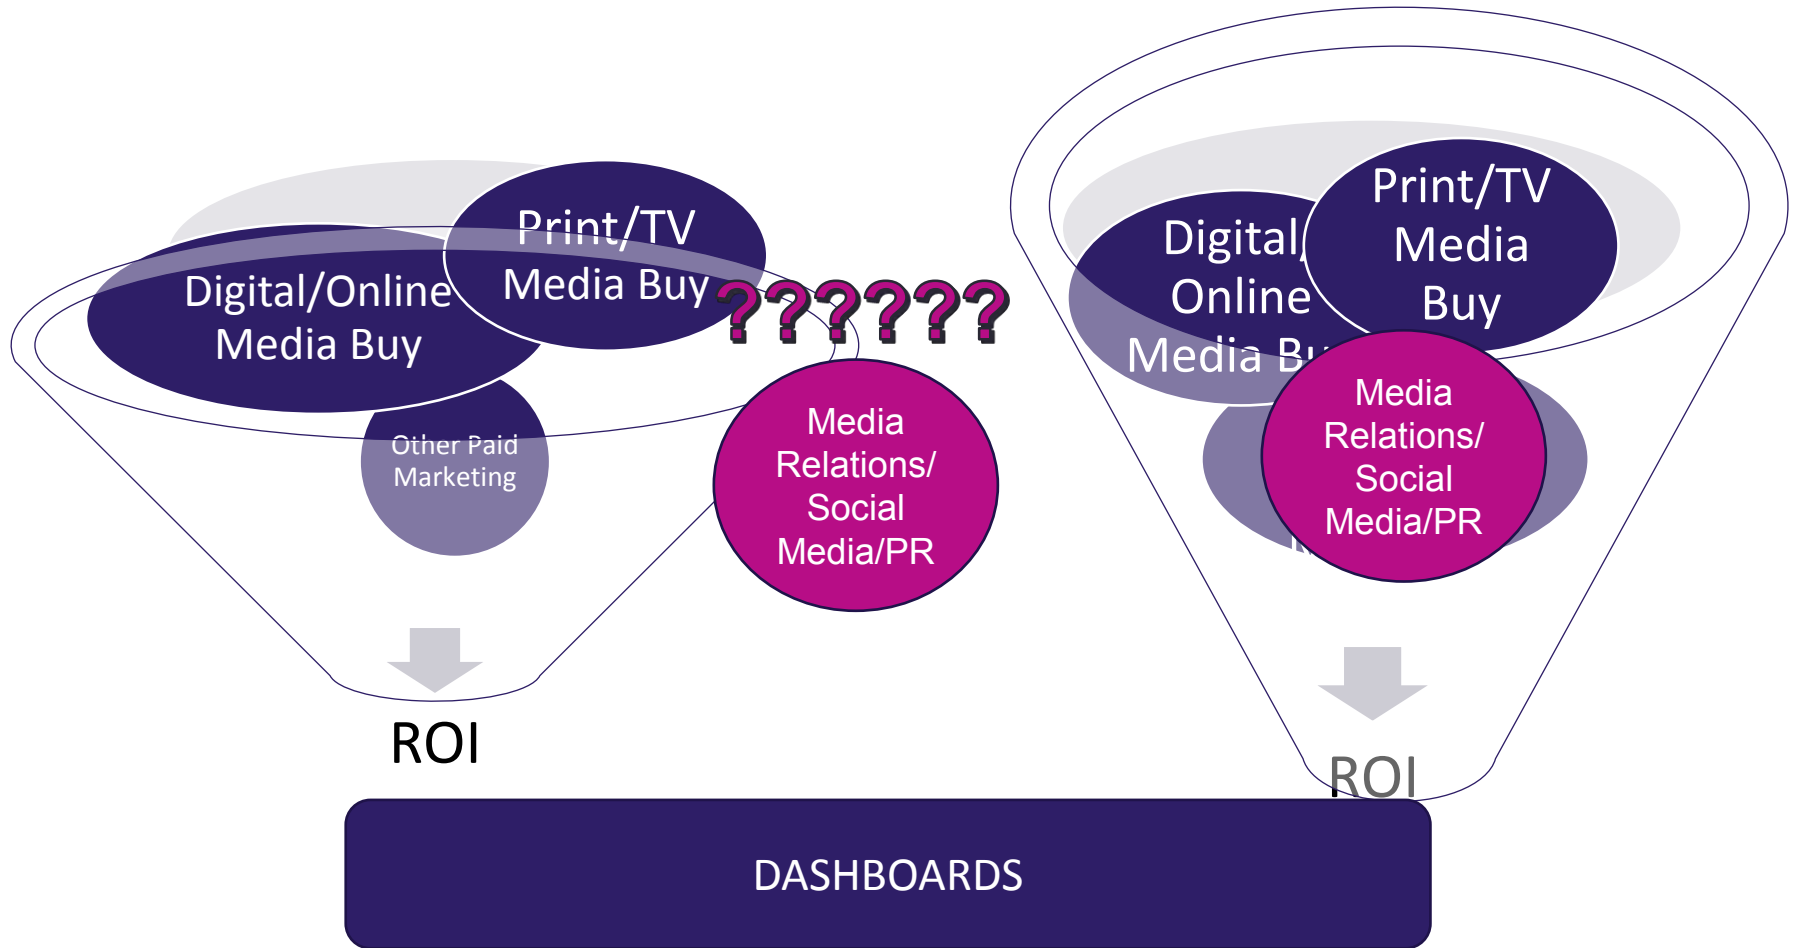 Print/TV
Media Buy
Digital/Online
Media Buy
Other Paid
Marketing
??????
Media
Relations/
Social
Media/PR
ROI
Print/TV
Media
Buy
Digital/
Online
Media
Media
Relations/
Social
Media/PR
ROI
DASHBOARDS